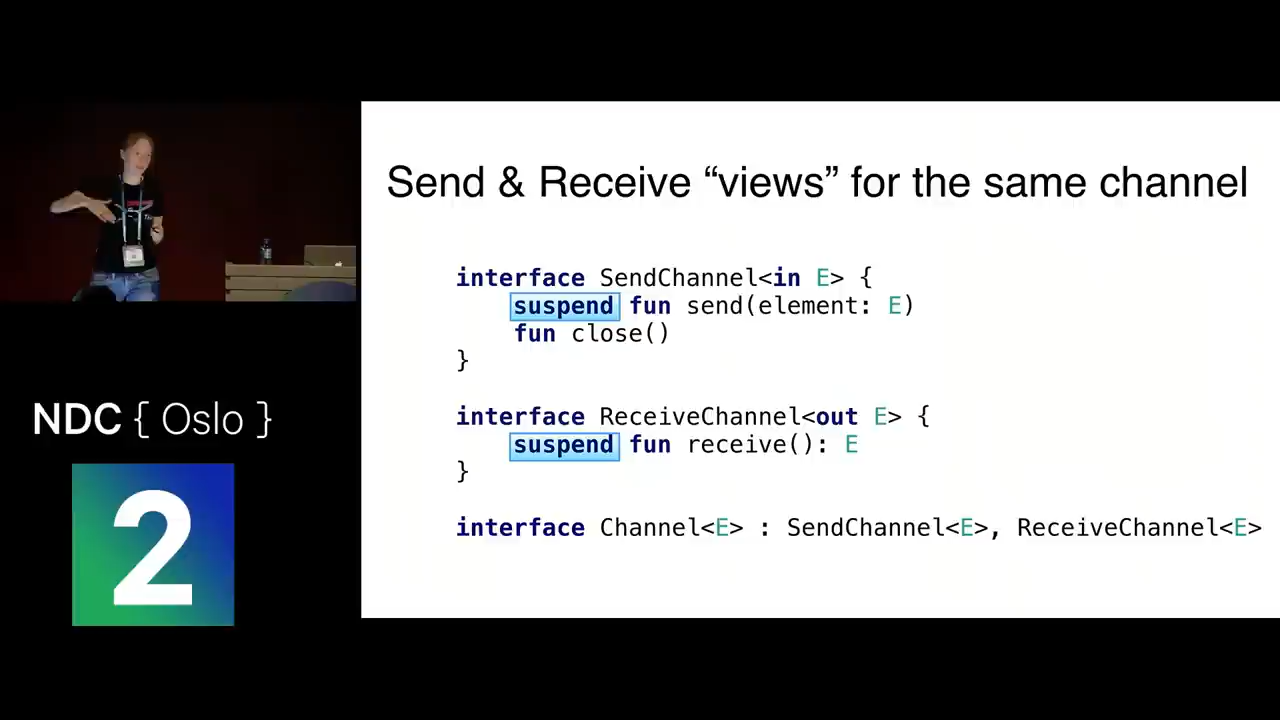 Send & Receive “views” for the same channel
interface SendChannel<in E> {
suspend fun send(element: E)
fun close()
}
interface ReceiveChannel<out E> {
suspend fun receive(): E
}
interface Channel<E> : SendChannel<E>, ReceiveChannel<E>
NDC { Oslo }
2